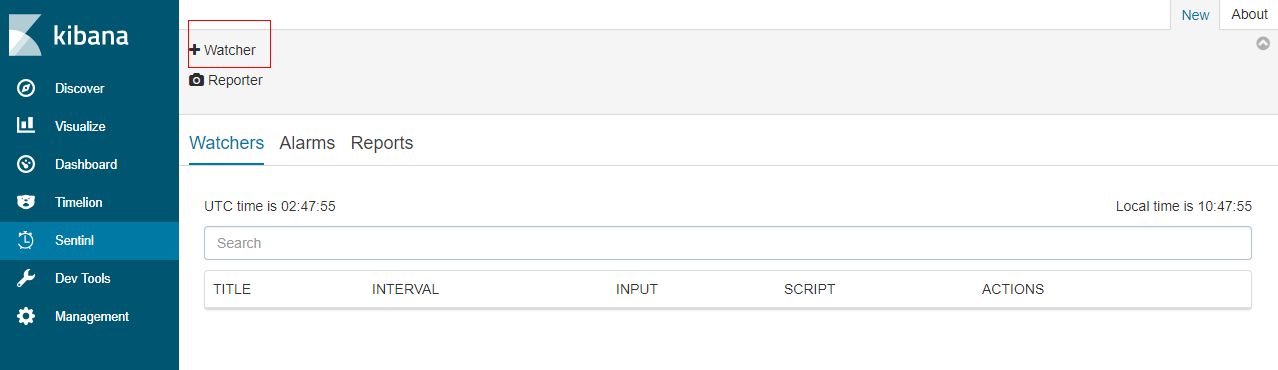 kibana
Discover
Visualize
Dashboard
Timelion
Sentinl
Dev Tools
Management
New About
Watcher
Reporter
Watchers Alarms Reports
UTC time is 02:47:55 Local time is 10:47:55
Search
TITLE INTERVAL INPUT SCRIPT ACTIONS